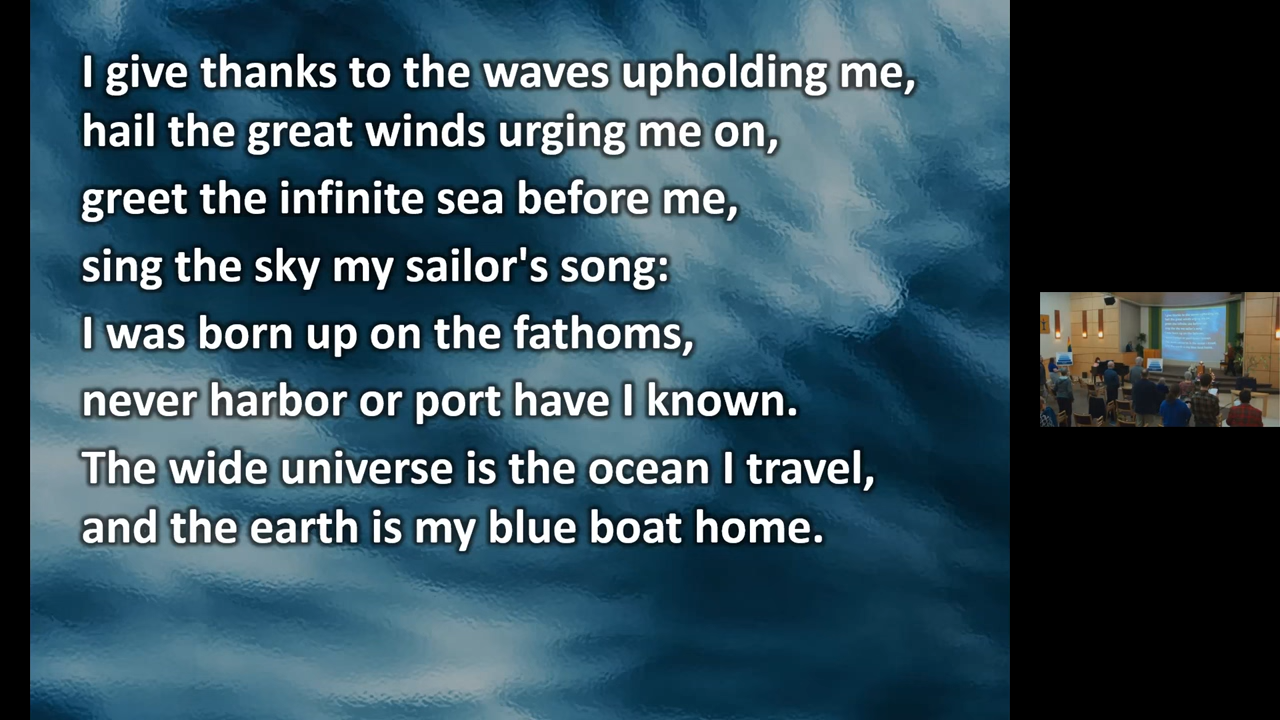 I give thanks to the waves upholding me,
hail the great winds urging me on,
greet the infinite sea before me,
sing the sky my sailor's song:
I was born up on the fathoms,
never harbor or port have I known.
The wide universe is the ocean I travel,
and the earth is my blue boat home.